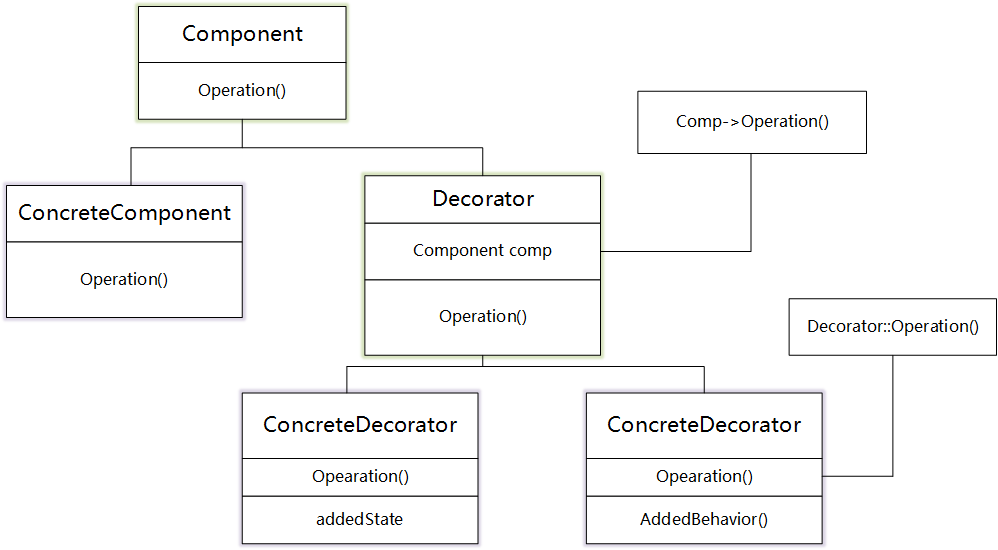 Component
Operation()
Comp->Operation()
ConcreteComponent
Operation()
Decorator
Component comp
Operation()
Decorator::Operation()
ConcreteDecorator
Opearation()
addedState
ConcreteDecorator
Opearation()
AddedBehavior()